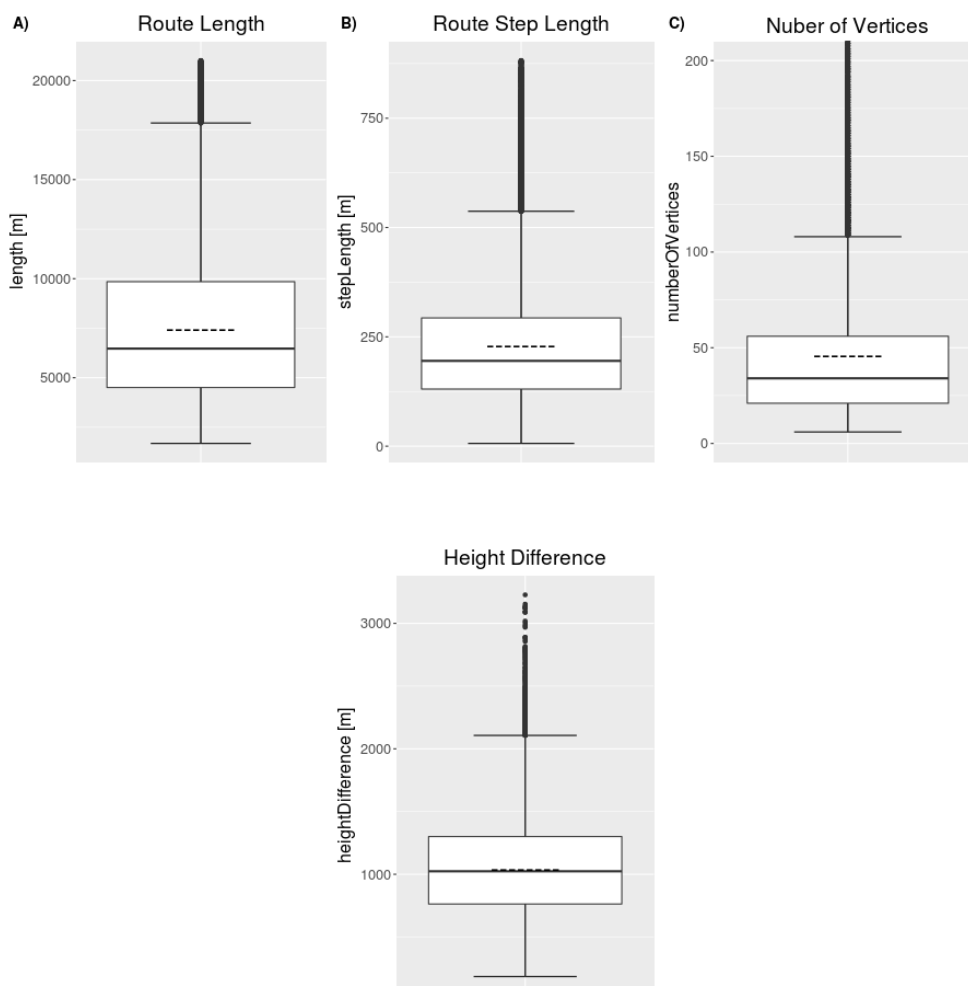 A)
Route Length
length [m]
20000
15000
10000
5000
B)
Route Step Length
stepLength [m]
750
500
250
0
C)
Nuber of Vertices
numberOfVertices
200
150
100
50
0
Height Difference
heightDifference [m]
3000
2000
1000